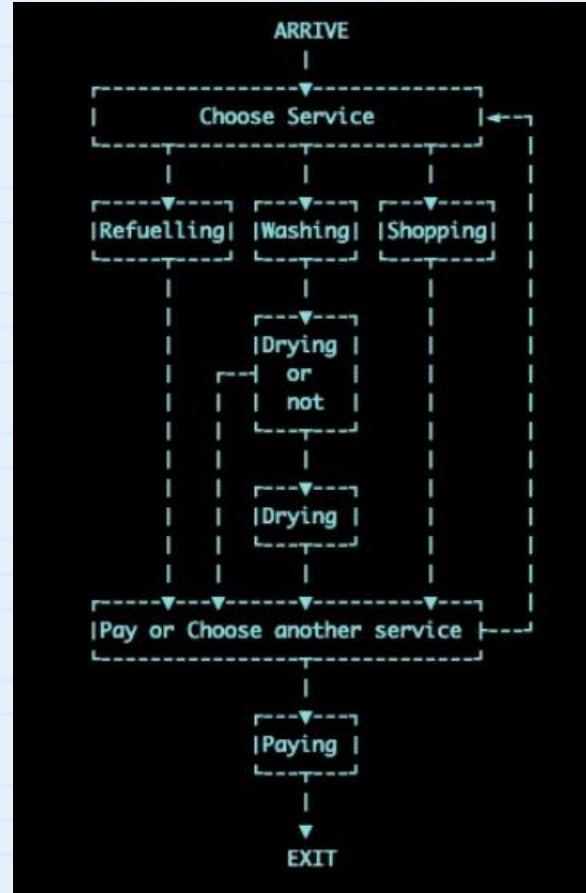 ARRIVE
Choose Service
Refuelling Washing Shopping
Drying
or
not
Drying
Pay or Choose another service
Paying
EXIT